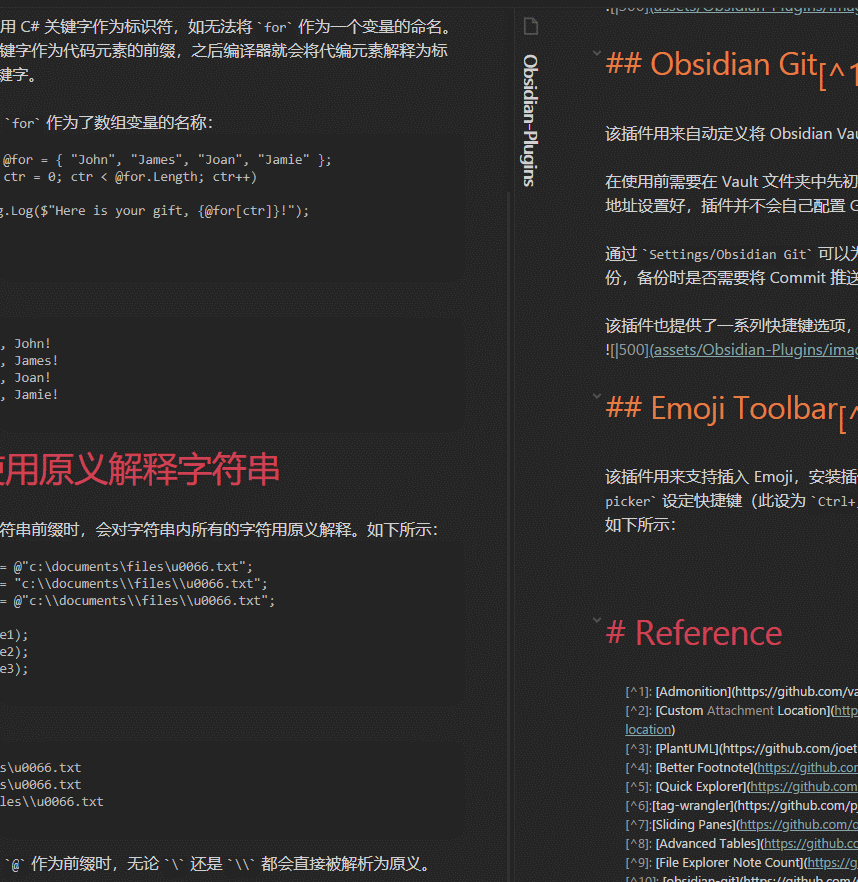 用 C# 关键字作为标识符，如无法将 `for` 作为一个变量的命名。
键字作为代码元素的前缀，之后编译器就会将代编元素解释为标
键字。
`for` 作为了数组变量的名称：
@for = { "John", "James", "Joan", "Jamie" };
ctr = 0; ctr < @for.Length; ctr++)
g.Log($"Here is your gift, {@for[ctr]}!");
, John!
, James!
, Joan!
, Jamie!
使用原义解释字符串
符串前缀时，会对字符串内所有的字符用原义解释。如下所示：
= @"c:\documents\files\u0066.txt";
= "c:\\documents\\files\\u0066.txt";
= @"c:\\documents\\files\\u0066.txt";
e1);
e2);
e3);
s\u0066.txt
s\u0066.txt
les\\u0066.txt
`@` 作为前缀时，无论 `\` 还是 `\\` 都会直接被解析为原义。
Obsidian-Plugins
![|500](assets/Obsidian-Plugins/imag
## Obsidian Git[^1
该插件用来自动定义将 Obsidian Vau
在使用前需要在 Vault 文件夹中先初
地址设置好，插件并不会自己配置 G
通过 `Settings/Obsidian Git` 可以为
份，备份时是否需要将 Commit 推送
该插件也提供了一系列快捷键选项，
![|500](assets/Obsidian-Plugins/imag
## Emoji Toolbar[^
该插件用来支持插入 Emoji，安装插件
picker` 设定快捷键（此设为 `Ctrl+
如下所示：
# Reference
[^1]: [Admonition](https://github.com/va
[^2]: [Custom Attachment Location](http
location)
[^3]: [PlantUML](https://github.com/joet
[^4]: [Better Footnote](https://github.com
[^5]: [Quick Explorer](https://github.com
[^6]:[tag-wrangler](https://github.com/p
[^7]:[Sliding Panes](https://github.com/d
[^8]: [Advanced Tables](https://github.co
[^9]: [File Explorer Note Count](https://g
[^10]: [obsidian-git](https://github.com/